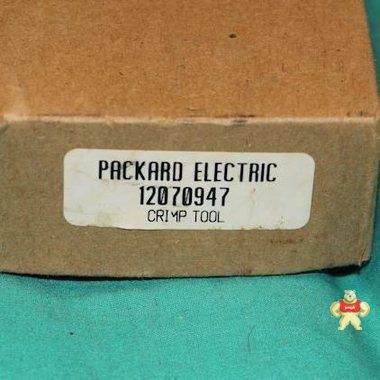 PACKARD ELECTRIC
12070947
CRIMP TOOL